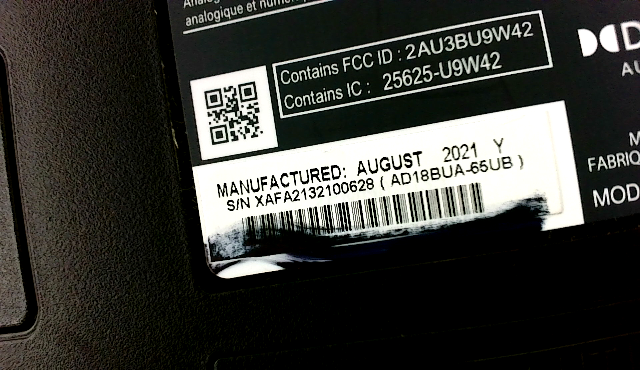 analogique et numé
Contains FCC ID : 2AU3BU9W42
Contains IC : 25625-U9W42
MANUFACTURED: AUGUST 2021 Y
S/N XAFA2132100628 ( AD18BUA-65UB )
AU
FABRIQ
MOD